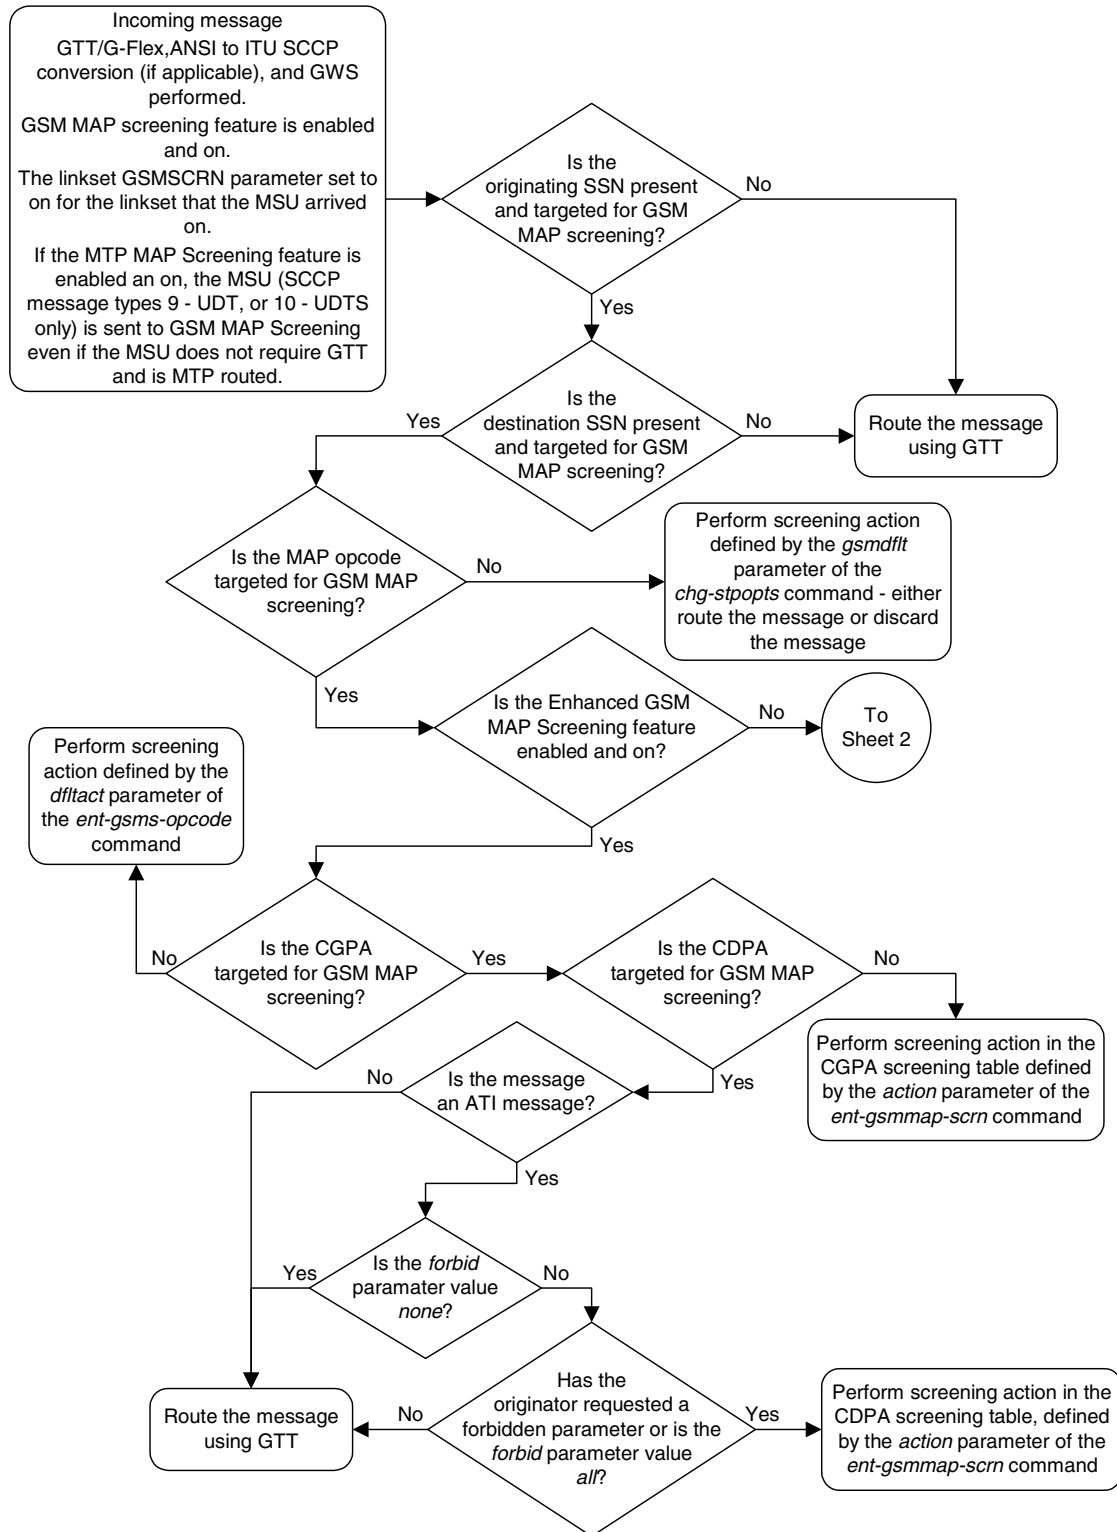 Incoming message
GTT/G-Flex,ANSI to ITU SCCP
conversion (if applicable), and GWS
performed.
GSM MAP screening feature is enabled
and on.
The linkset GSMSCRN parameter set to
on for the linkset that the MSU arrived
on.
If the MTP MAP Screening feature is
enabled an on, the MSU (SCCP
message types 9 - UDT, or 10 - UDTS
only) is sent to GSM MAP Screening
even if the MSU does not require GTT
and is MTP routed.
Is the
originating SSN present
and targeted for GSM
MAP screening?
No
Yes
Is the
destination SSN present
and targeted for GSM
MAP screening?
Yes
No
Route the message
using GTT
Is the MAP opcode
targeted for GSM MAP
screening?
No
Yes
Perform screening action
defined by the gsmdflt
parameter of the
chg-stpopts command - either
route the message or discard
the message
Is the Enhanced GSM
MAP Screening feature
enabled and on?
No
Yes
To
Sheet 2
Perform screening
action defined by the
dfltact parameter of
the ent-gsms-opcode
command
No
Is the CGPA
targeted for GSM MAP
screening?
Yes
Is the CDPA
targeted for GSM MAP
screening?
No
Yes
Perform screening action in the
CGPA screening table defined
by the action parameter of the
ent-gsmmap-scrn command
No
Is the message
an ATI message?
Yes
Yes
Is the forbid
paramater value
none?
No
Has the
originator requested a
forbidden parameter or is the
forbid parameter value
all?
No
Yes
Route the message
using GTT
Perform screening action in the
CDPA screening table, defined
by the action parameter of the
ent-gsmmap-scrn command